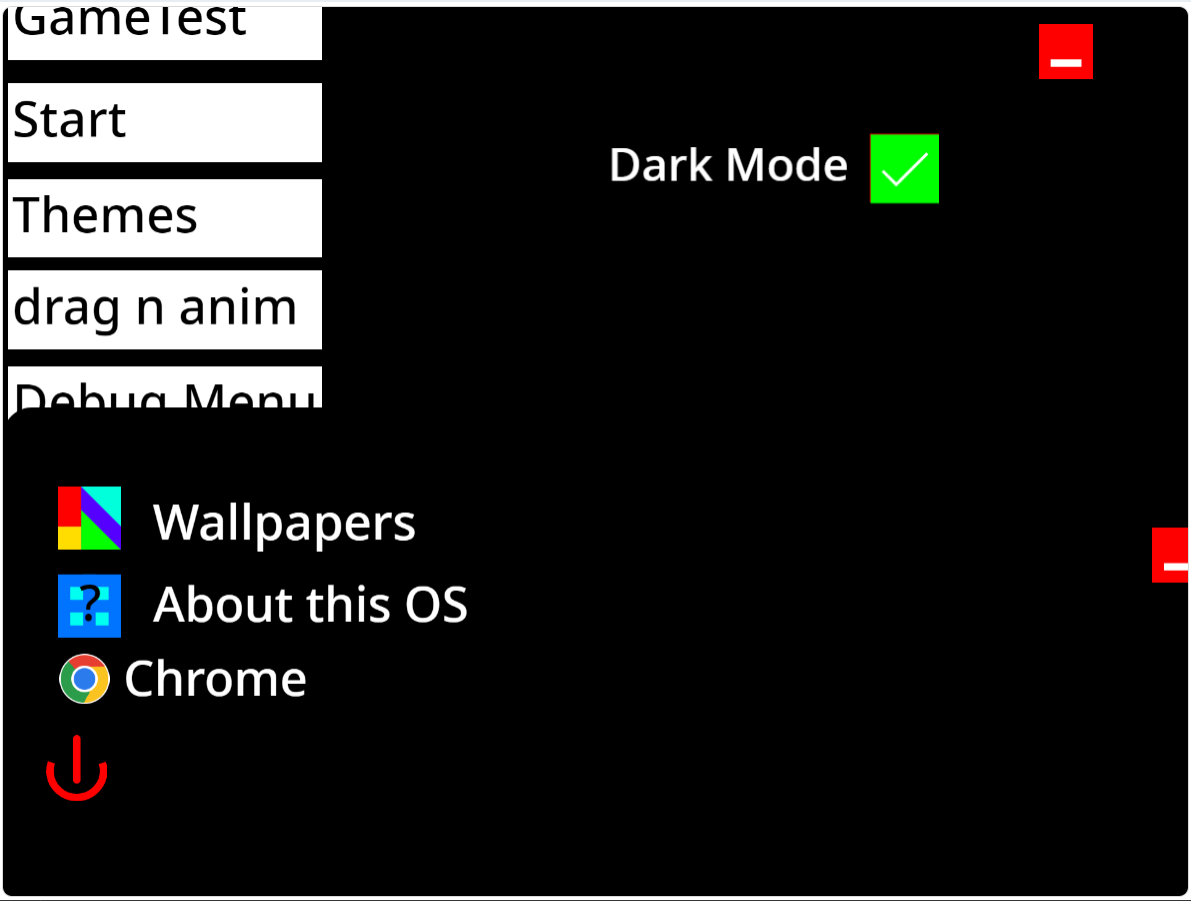 GameTest
Start
Dark Mode
Themes
drag n anim
Debug Menu
Wallpapers
?
About this OS
Chrome